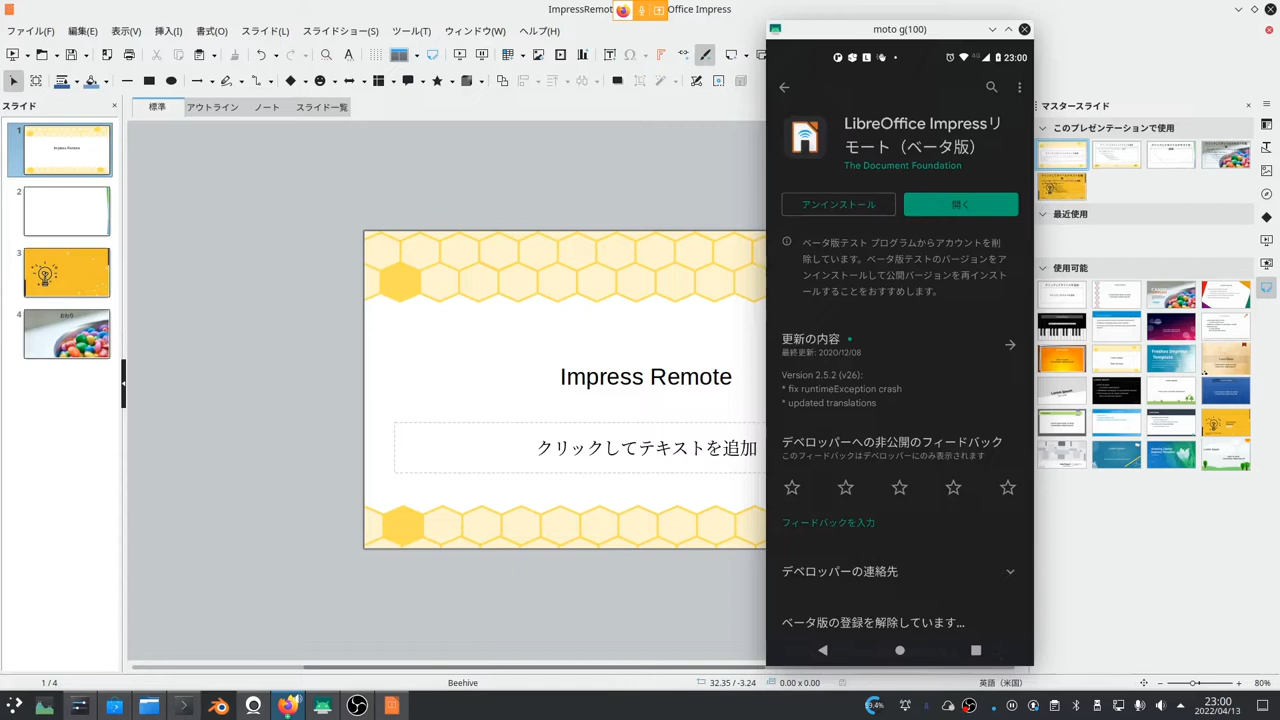 ImpressRemot
Office Impress
ファイル(F)
編集(E)
表示(V)
挿入(I)
書式(O)
スライド(L)
ス
ショー(S)
ツール(T)
ウィンドウ(W)
ヘルプ(H)
スライド
標準
アウトライン
ノート
スライド一覧
1
Impress Remote
2
3
4
おわり
Impress Remote
クリックしてテキストを追加
moto g(100)
4G
23:00
LibreOffice Impressリ
モート（ベータ版）
The Document Foundation
アンインストール
開く
ベータ版テスト プログラムからアカウントを削
除しています。ベータ版テストのバージョンをア
ンインストールして公開バージョンを再インスト
ールすることをおすすめします。
更新の内容
最終更新: 2020/12/08
Version 2.5.2 (v26):
* fix runtimeException crash
* updated translations
デベロッパーへの非公開のフィードバック
このフィードバックはデベロッパーにのみ表示されます
フィードバックを入力
デベロッパーの連絡先
ベータ版の登録を解除しています...
マスタースライド
このプレゼンテーションで使用
最近使用
使用可能
1 / 4
Beehive
32.35 / -3.24
0.00 x 0.00
英語（米国）
80%
23:00
2022/04/13